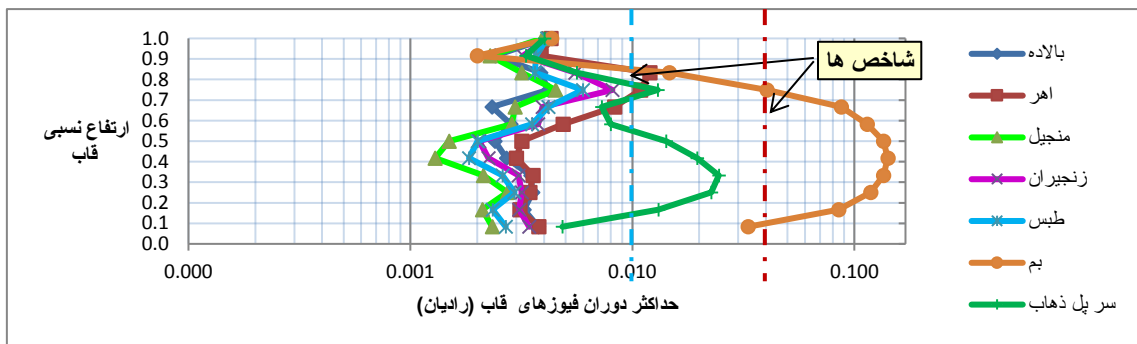 1.0
0.9
0.8
0.7
0.6
0.5
0.4
0.3
0.2
0.1
0.0
ارتفاع نسبی
قاب
0.000
0.001
0.010
0.100
حداکثر دوران فیوزهای قاب (رادیان)
شاخص ها
بالاده
اهر
منجیل
زنجیران
طبس
بم
سر پل ذهاب